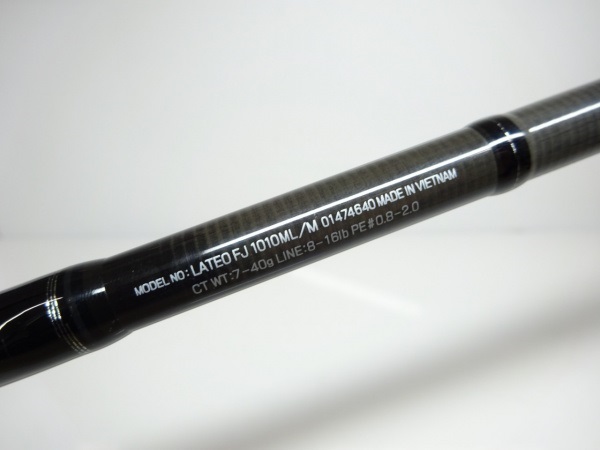 MODEL NO: LATEO FJ 1010ML/M 01474640 MADE IN VIETNAM
CT WT:7-40g LINE:8-16lb PE#0.8-2.0